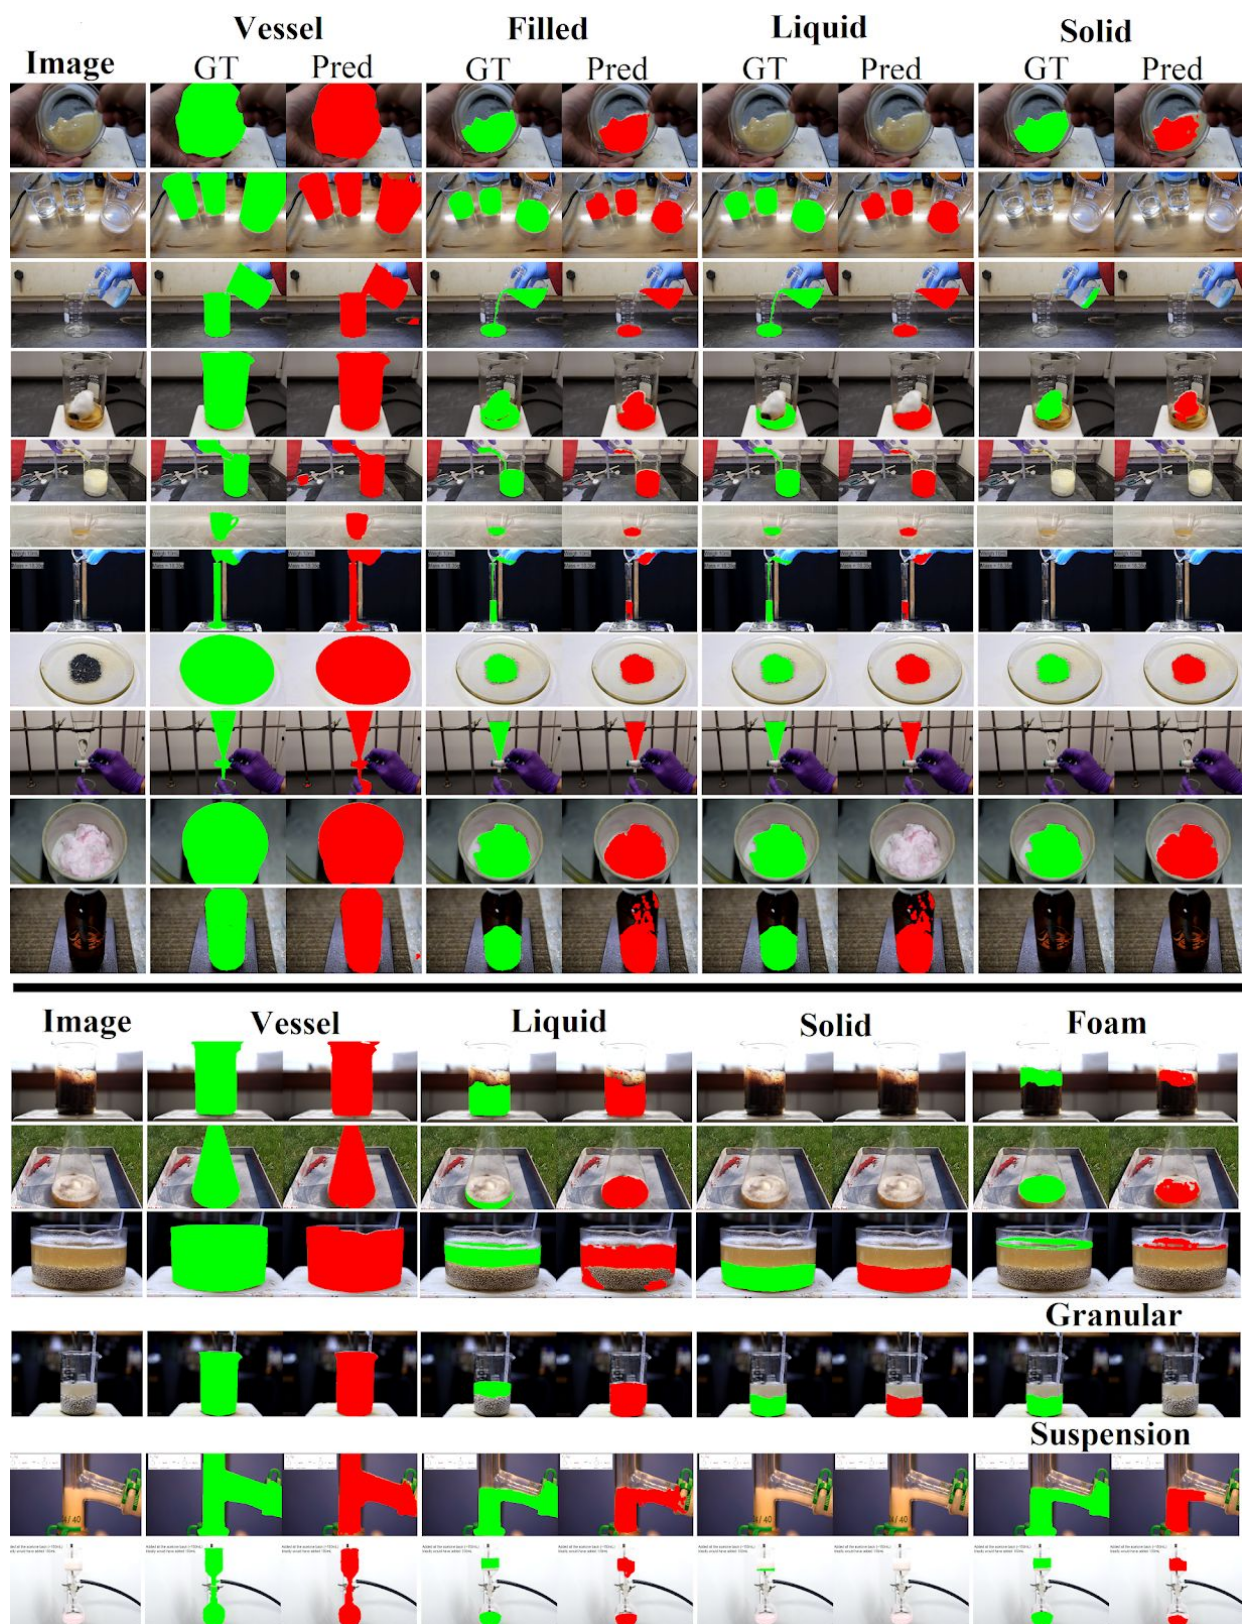 Vessel Filled Liquid Solid
Image GT Pred GT Pred GT Pred GT Pred
Image Vessel Liquid Solid Foam
Granular
Suspension